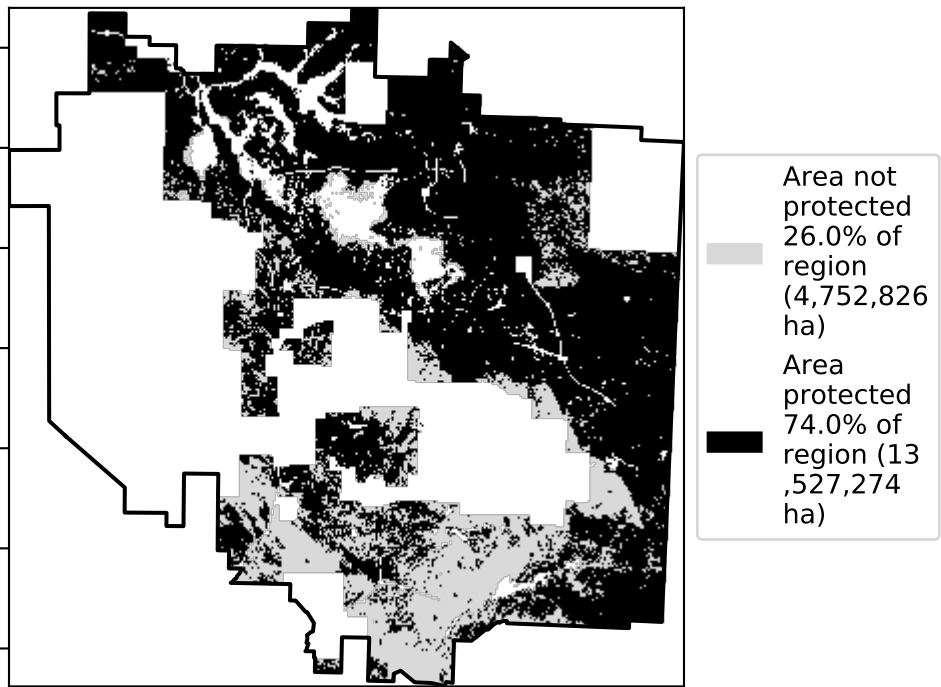 Area not
protected
26.0% of
region
(4,752,826
ha)
Area
protected
74.0% of
region (13
,527,274
ha)